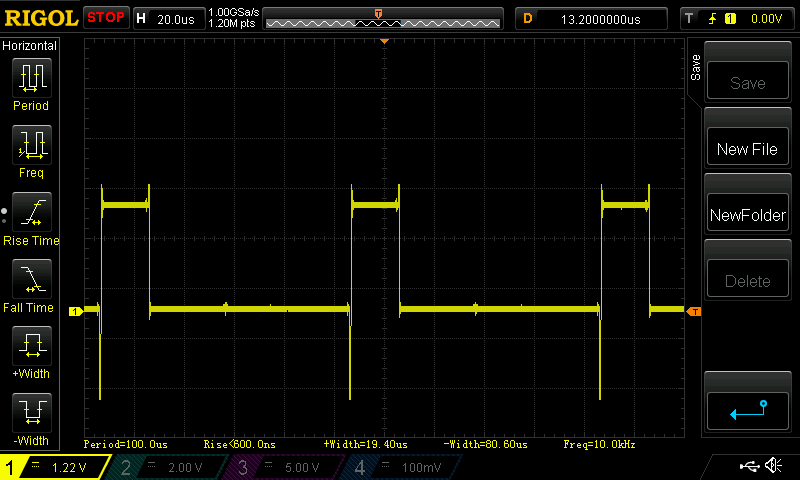 RIGOL STOP H 20.0us 1.00GSa/s 1.20M pts T D 13.2000000us T 1 0.00V
Horizontal
Period
Freq
Rise Time
Fall Time
+Width
-Width
1
T
Save
Save
New File
NewFolder
Delete
Period=100.0us Rise<600.0ns +Width=19.40us -Width=80.60us Freq=10.0kHz
1 1.22 V 2 2.00 V 3 5.00 V 4 100mV